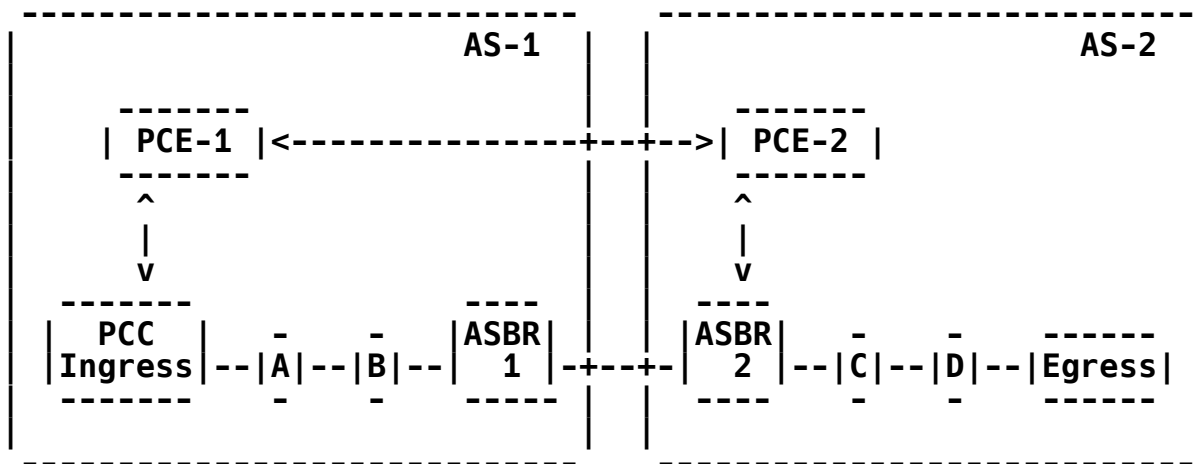 -----------------------------    ----------------------------
|                       AS-1  |  |                      AS-2
|                             |  |
|     -------                 |  |    -------
|    | PCE-1 |<---------------+--+-->| PCE-2 |
|     -------                 |  |    -------
|      ^                      |  |    ^
|      |                      |  |    |
|      v                      |  |    v
|  -------             ----   |  |  ----
| |  PCC  |   -   -   |ASBR|  |  | |ASBR|   -   -   ------
| |Ingress|--|A|--|B|--|  1 |-+--+-|  2 |--|C|--|D|--|Egress|
|  -------    -   -    -----  |  |  ----    -   -    ------
|                             |  |
 -----------------------------    ----------------------------